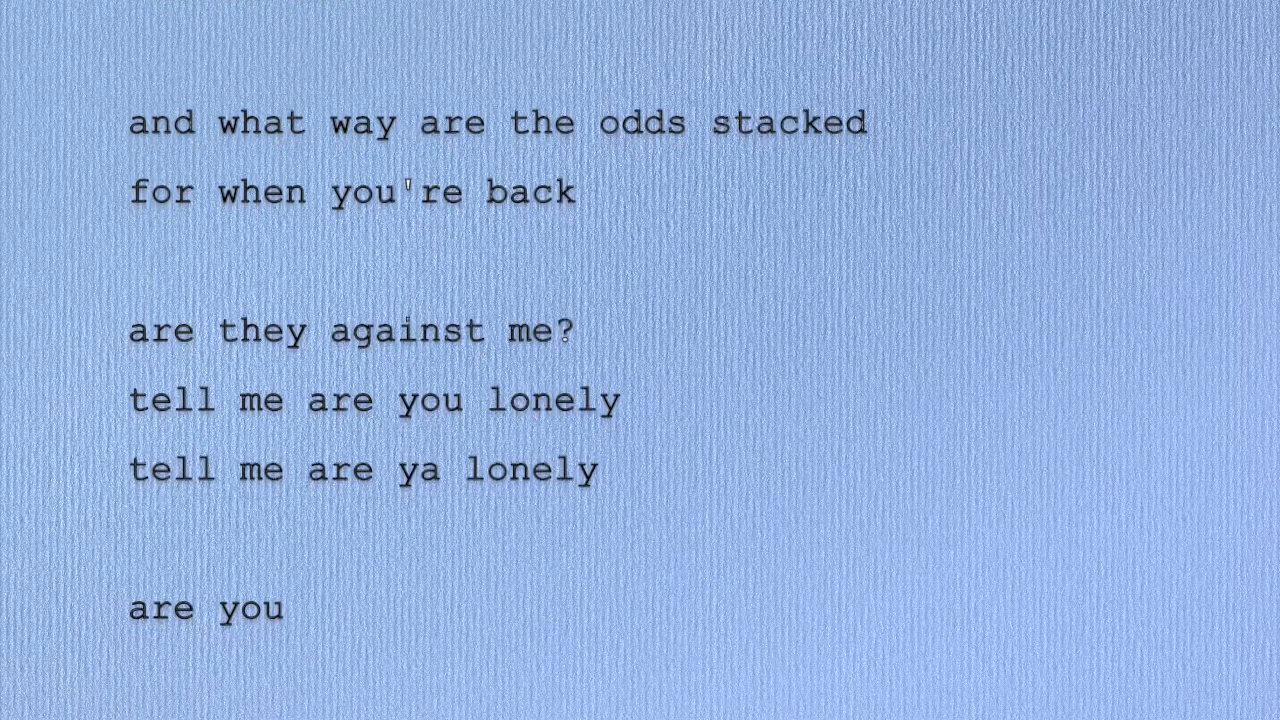 and what way are the odds stacked
for when you're back
are they against me?
tell me are you lonely
tell me are ya lonely
are you